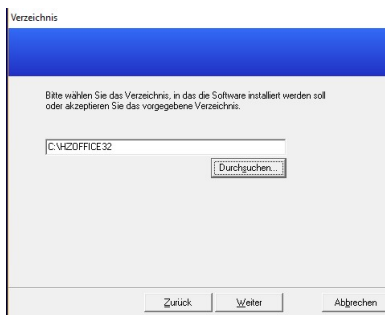 Verzeichnis
Bitte wählen Sie das Verzeichnis, in das die Software installiert werden soll
oder akzeptieren Sie das vorgegebene Verzeichnis.
C:\HZOFFICE32
Durchsuchen...
Zurück Weiter Abbrechen